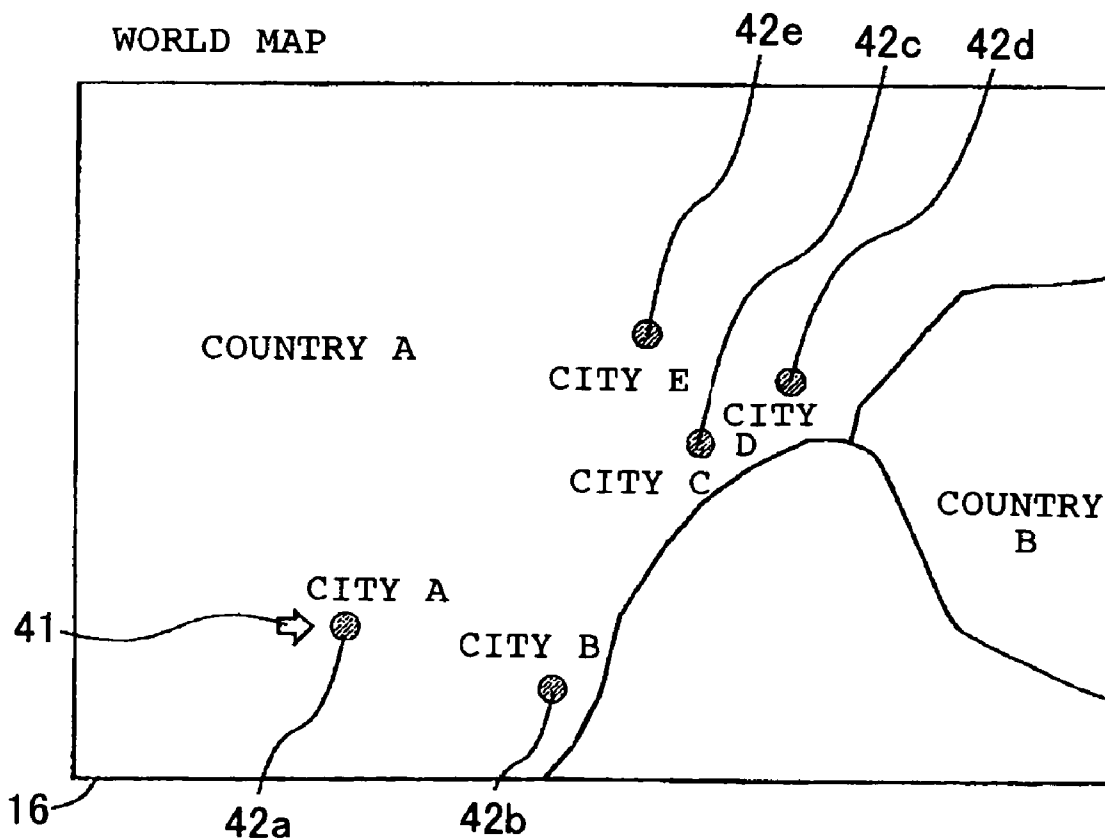 42e 42c 42d
WORLD MAP
COUNTRY A
CITY E
CITY
D
CITY C
COUNTRY
B
CITY A
41
CITY B
16
42a
42b